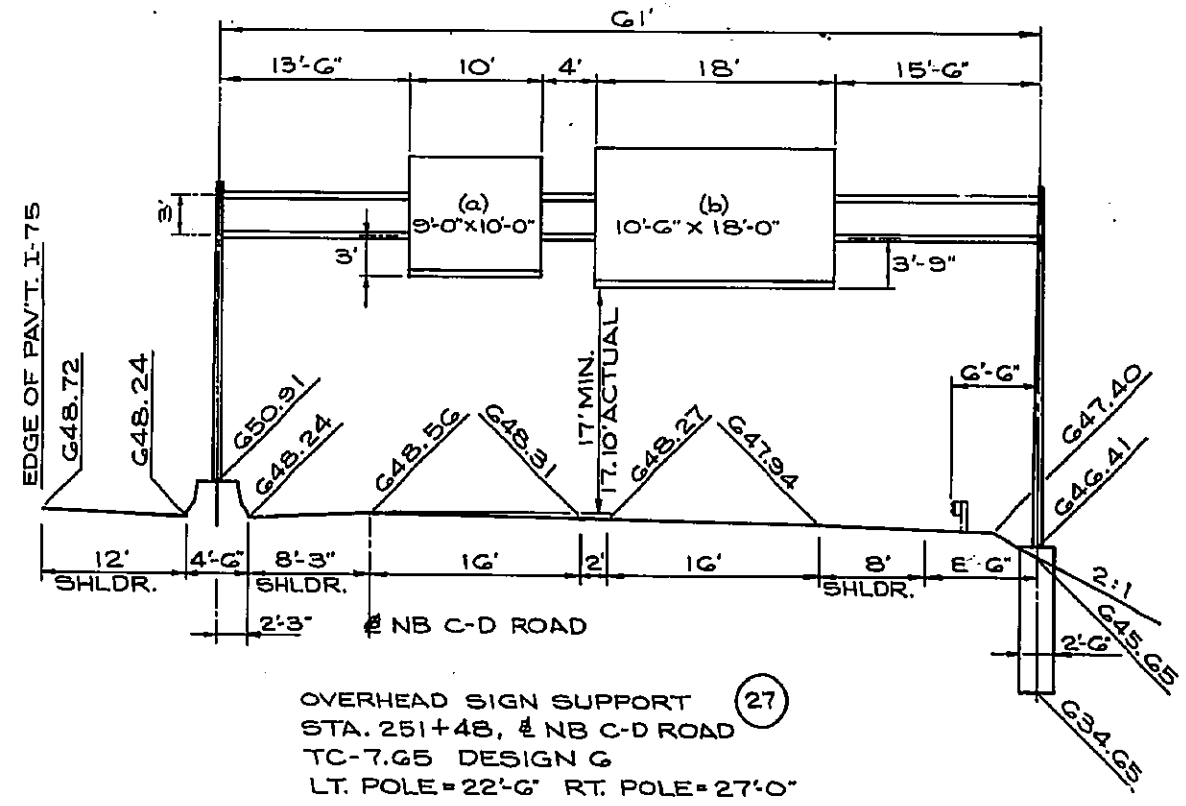 61'
13'-6" 10' 4' 18' 15'-6"
(a)
9'-0"X10'-0"
(b)
10'-6" X 18'-0"
3'
3'
3'-9"
EDGE OF PAV'T. I-75
648.72
648.24
650.91
648.24
648.56
648.31
17' MIN.
17.10' ACTUAL
648.27
647.94
6'-6"
647.40
646.41
12' 4'-6" 8'-3" 16' 2' 16' 8' 8'-6"
SHLDR. SHLDR. SHLDR.
2:1
2'-3"
℄ NB C-D ROAD
2'-6"
645.65
634.65
OVERHEAD SIGN SUPPORT 27
STA. 251+48, ℄ NB C-D ROAD
TC-7.65 DESIGN 6
LT. POLE=22'-6" RT. POLE=27'-0"